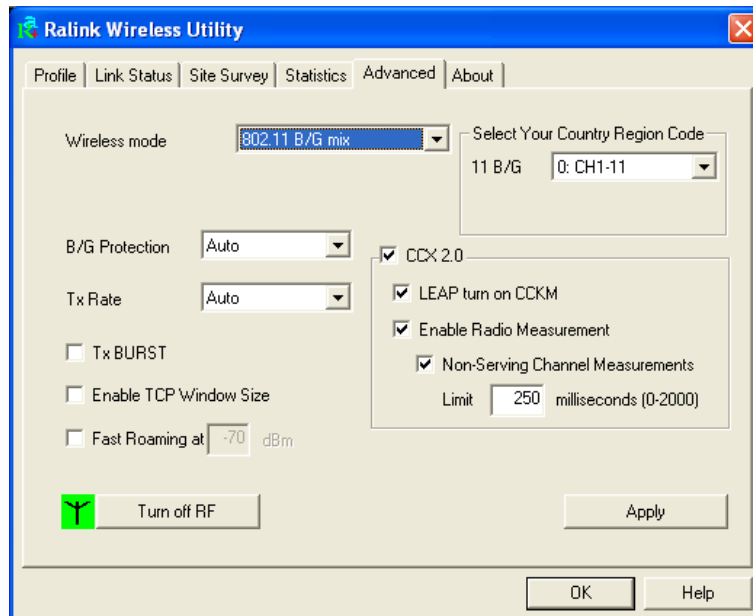 Ralink Wireless Utility
Profile Link Status Site Survey Statistics Advanced About
Wireless mode 802.11 B/G mix
Select Your Country Region Code
11 B/G 0: CH1-11
B/G Protection Auto
Tx Rate Auto
Tx BURST
Enable TCP Window Size
Fast Roaming at -70 dBm
CCX 2.0
LEAP turn on CCKM
Enable Radio Measurement
Non-Serving Channel Measurements
Limit 250 milliseconds (0-2000)
Turn off RF
Apply
OK Help